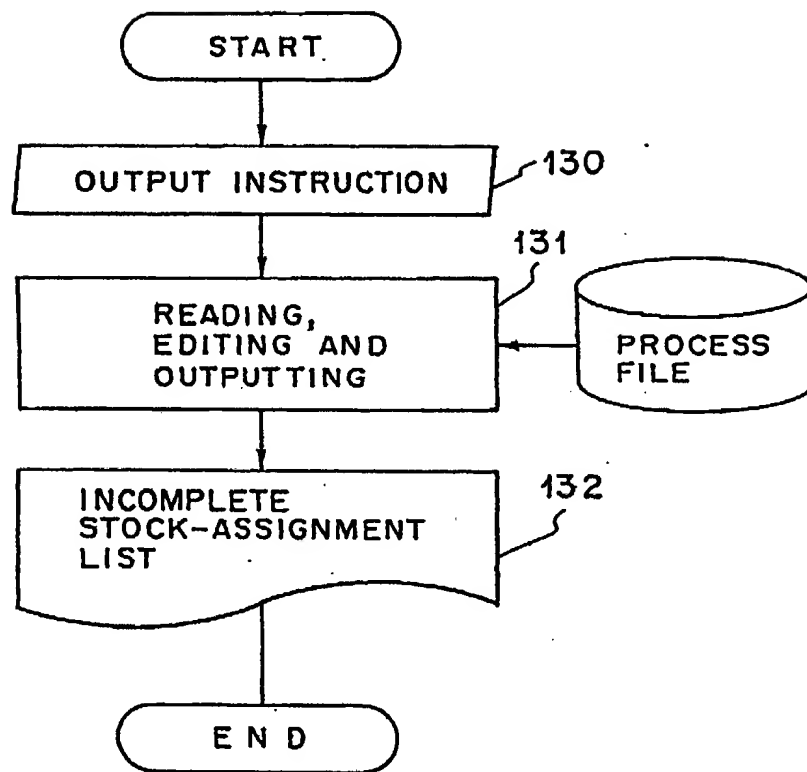 START
OUTPUT INSTRUCTION
130
131
READING,
EDITING AND
OUTPUTTING
PROCESS
FILE
INCOMPLETE
STOCK-ASSIGNMENT
LIST
132
END